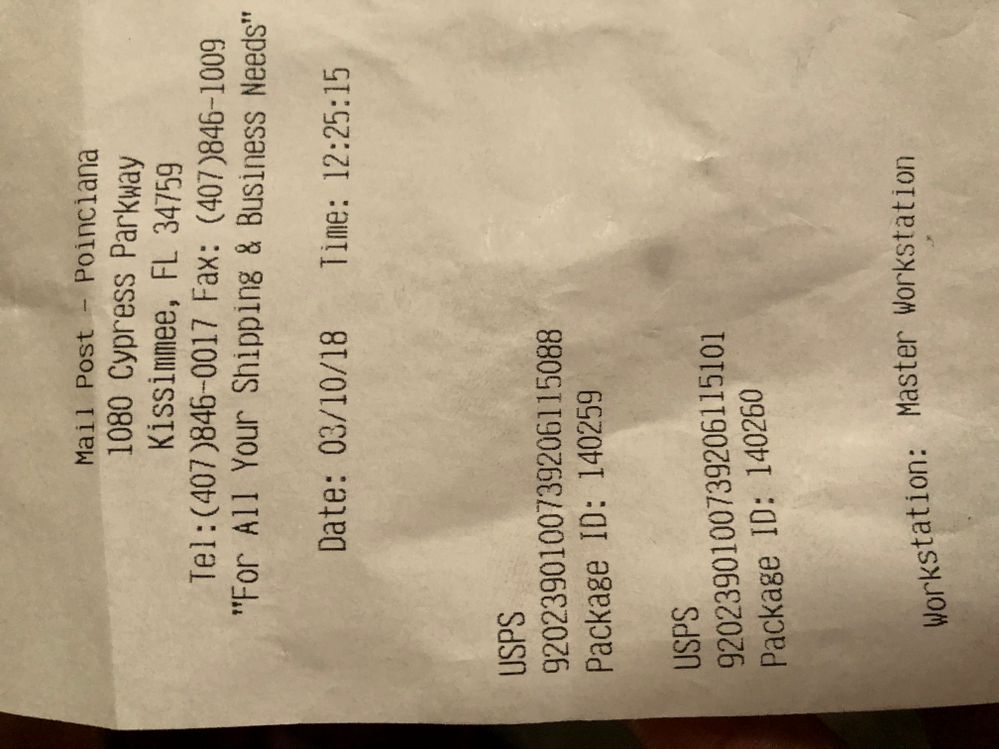 Mail Post - Poinciana
1080 Cypress Parkway
Kissimmee, FL 34759
Tel:(407)846-0017 Fax: (407)846-1009
"For All Your Shipping & Business Needs"
Date: 03/10/18 Time: 12:25:15
USPS
9202390100739206115088
Package ID: 140259
USPS
9202390100739206115101
Package ID: 140260
Workstation: Master Workstation